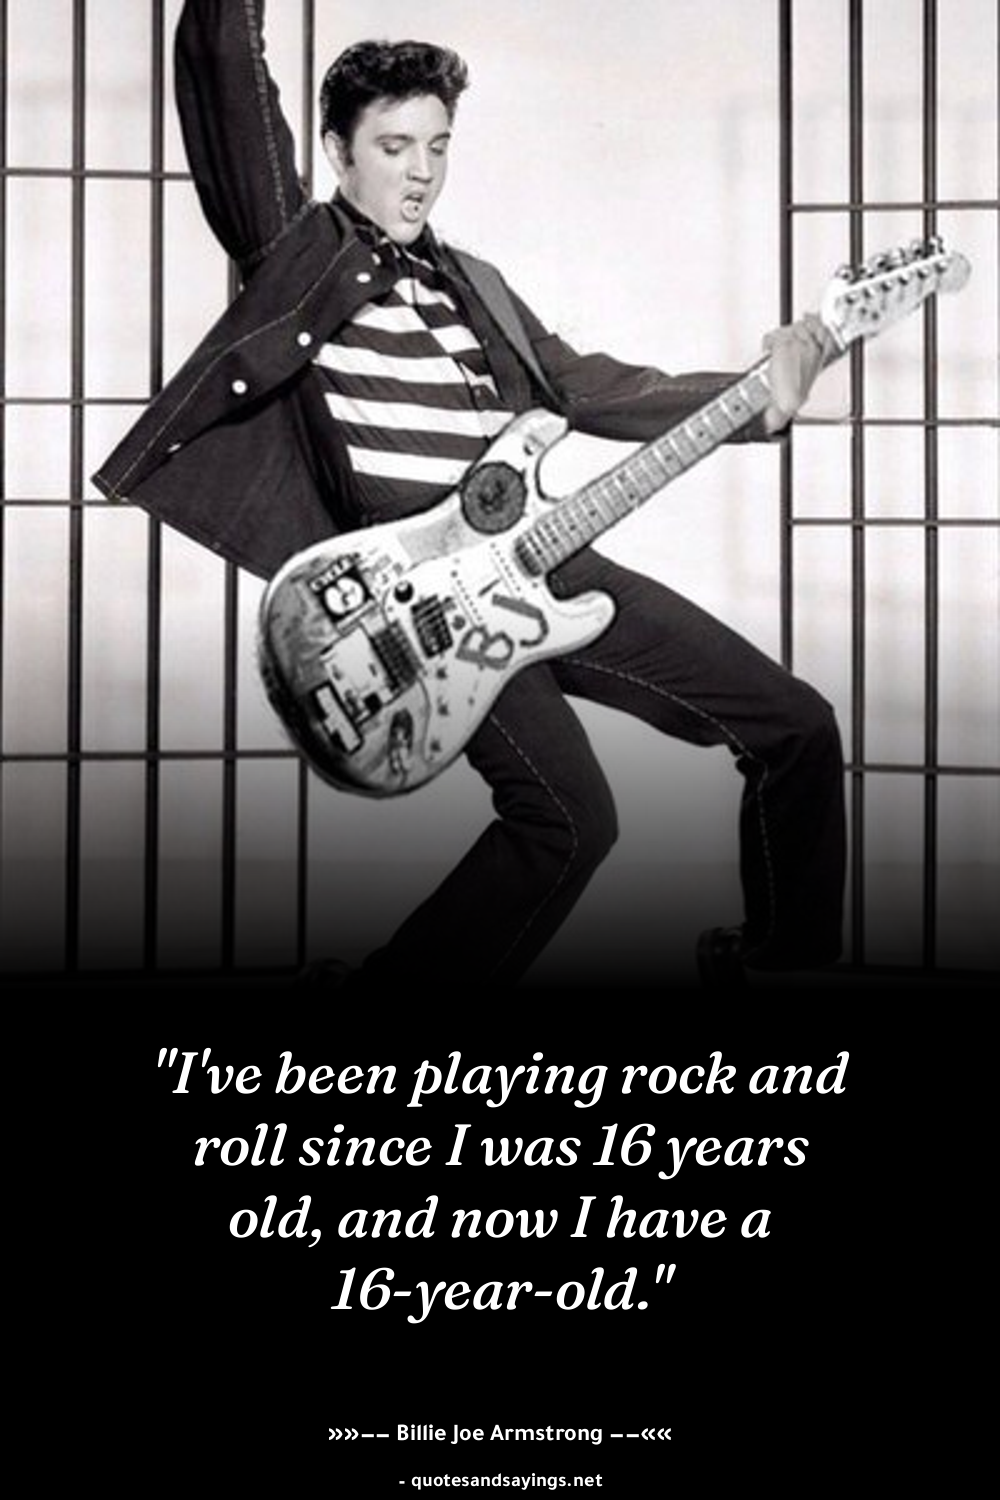 BJ
"I've been playing rock and
roll since I was 16 years
old, and now I have a
16-year-old."
»»–– Billie Joe Armstrong ––««
- quotesandsayings.net